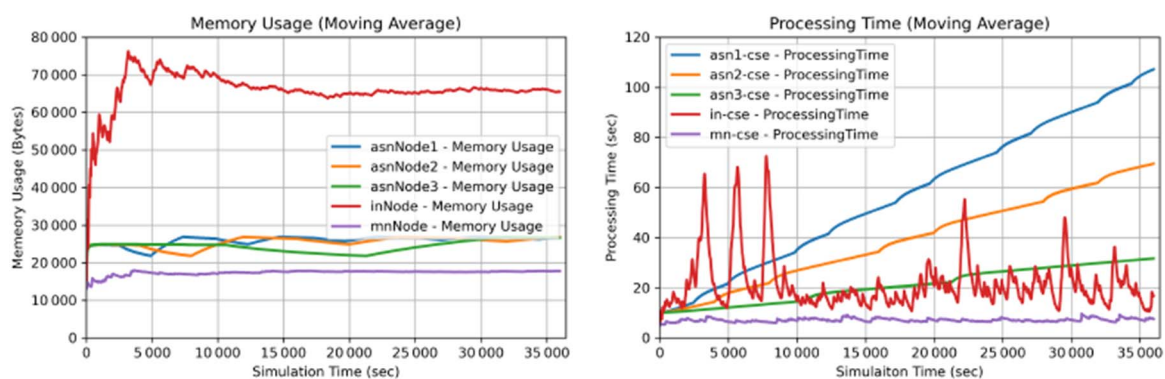 Memory Usage (Moving Average)
80 000
70 000
60 000
50 000
40 000
30 000
20 000
10 000
0
Memeory Usage (Bytes)
asnNode1 - Memory Usage
asnNode2 - Memory Usage
asnNode3 - Memory Usage
inNode - Memory Usage
mnNode - Memory Usage
0 5 000 10 000 15 000 20 000 25 000 30 000 35 000
Simulation Time (sec)
Processing Time (Moving Average)
120
100
80
60
40
20
0
Processing Time (sec)
asn1-cse - ProcessingTime
asn2-cse - ProcessingTime
asn3-cse - ProcessingTime
in-cse - ProcessingTime
mn-cse - ProcessingTime
0 5 000 10 000 15 000 20 000 25 000 30 000 35 000
Simulaiton Time (sec)